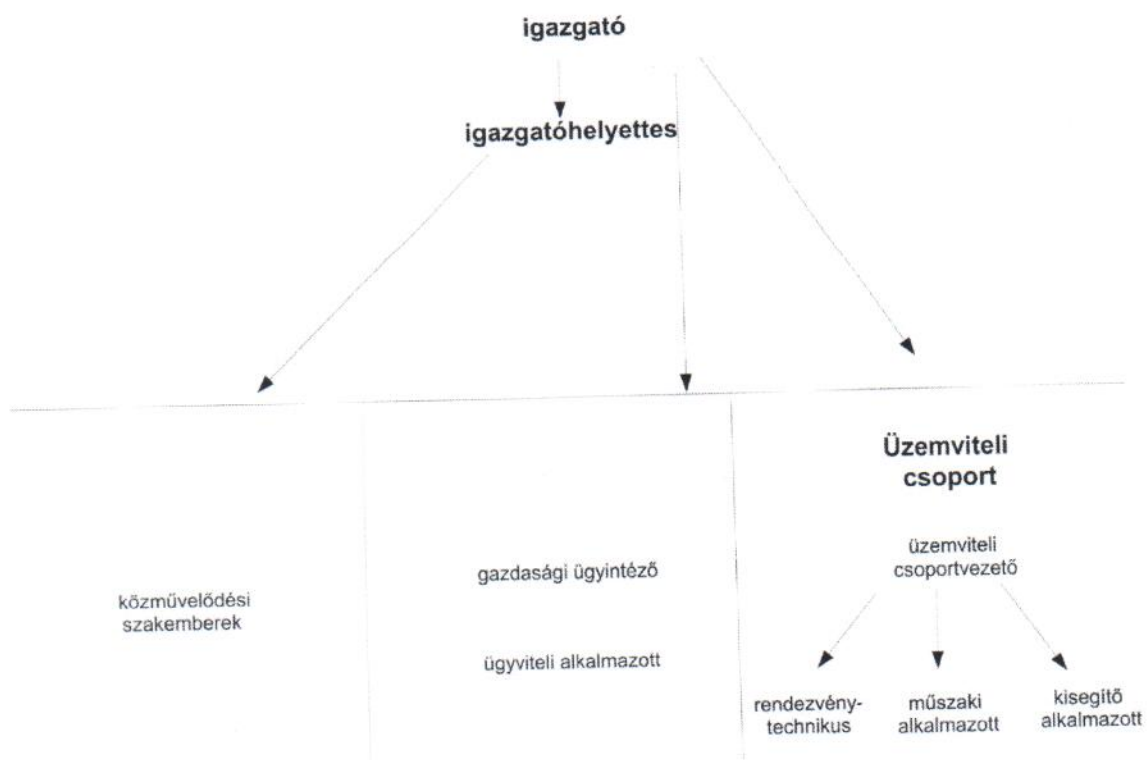 igazgató
igazgatóhelyettes
közművelődési
szakemberek
gazdasági ügyintéző
ügyviteli alkalmazott
Üzemviteli
csoport
üzemviteli
csoportvezető
rendezvény-
technikus
műszaki
alkalmazott
kisegítő
alkalmazott